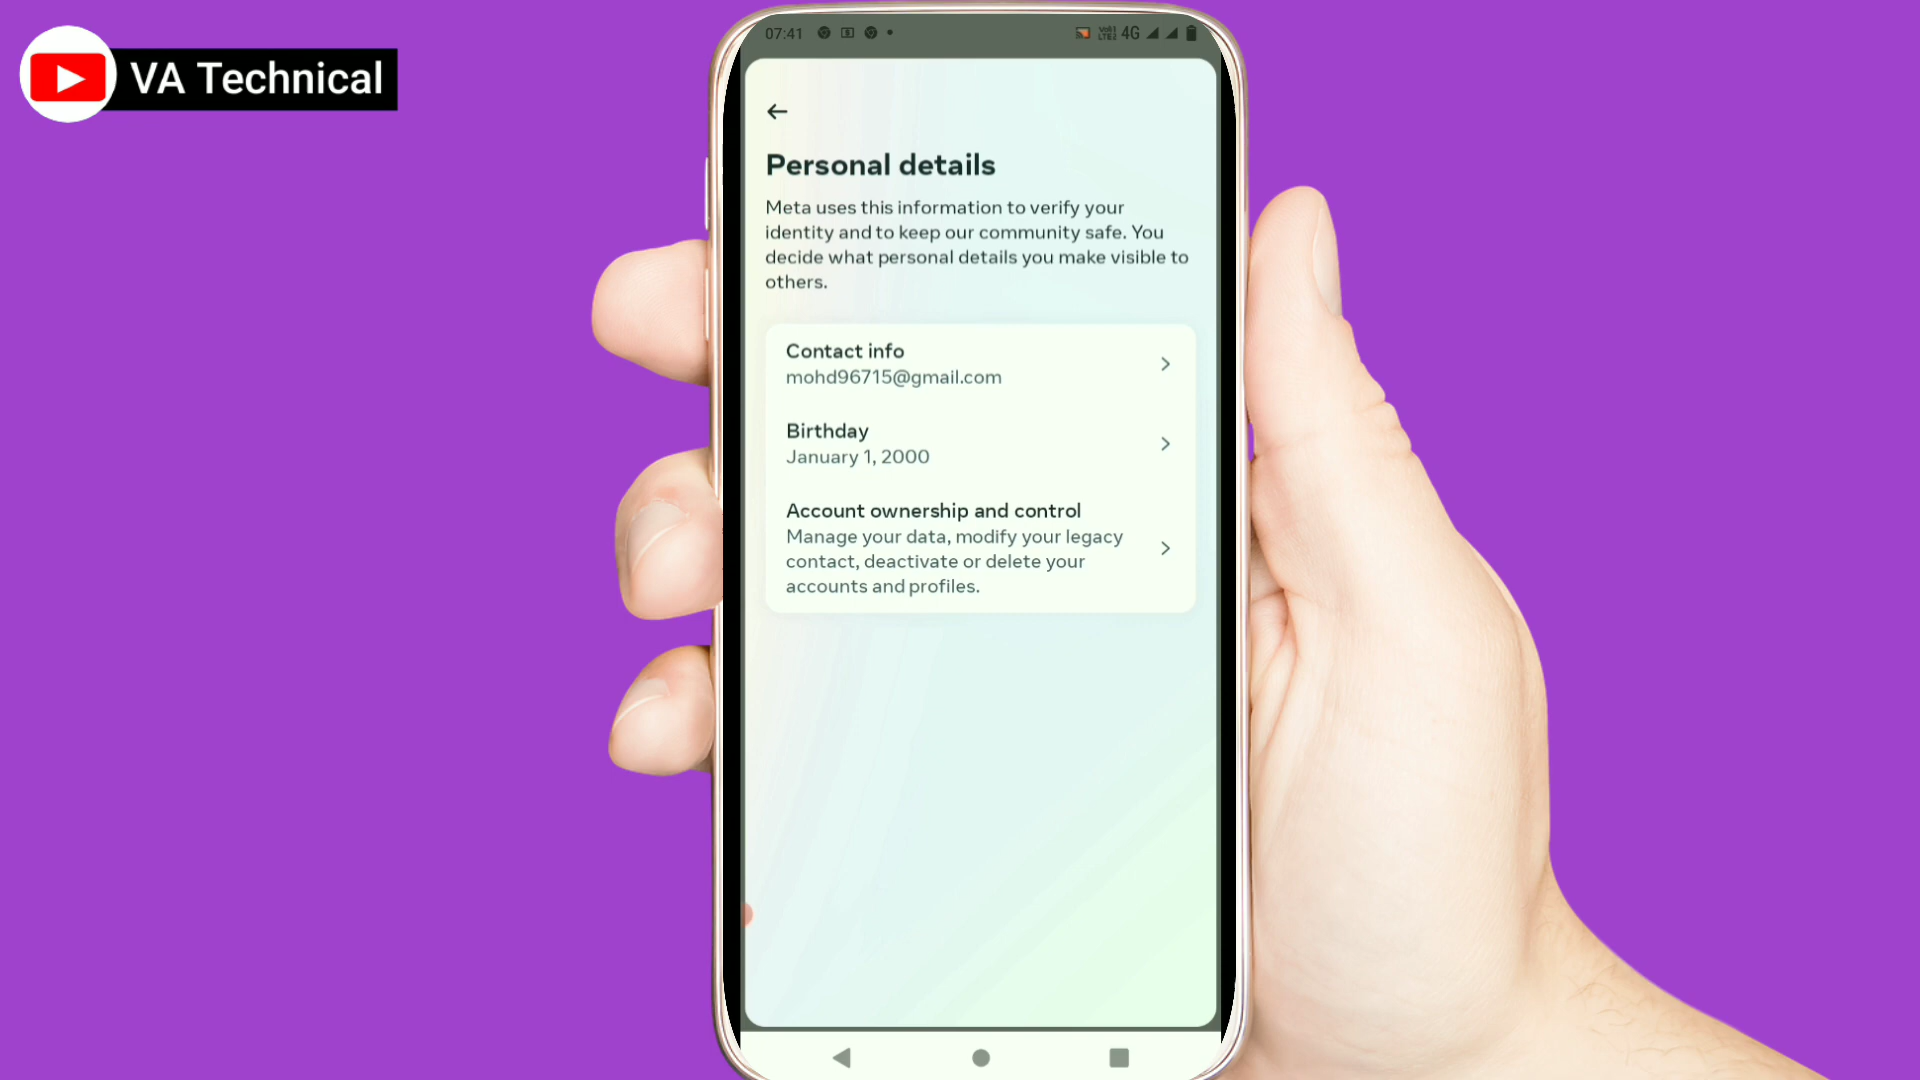 VA Technical
07:41
4G
Personal details
Meta uses this information to verify your
identity and to keep our community safe. You
decide what personal details you make visible to
others.
Contact info
mohd96715@gmail.com
Birthday
January 1, 2000
Account ownership and control
Manage your data, modify your legacy
contact, deactivate or delete your
accounts and profiles.